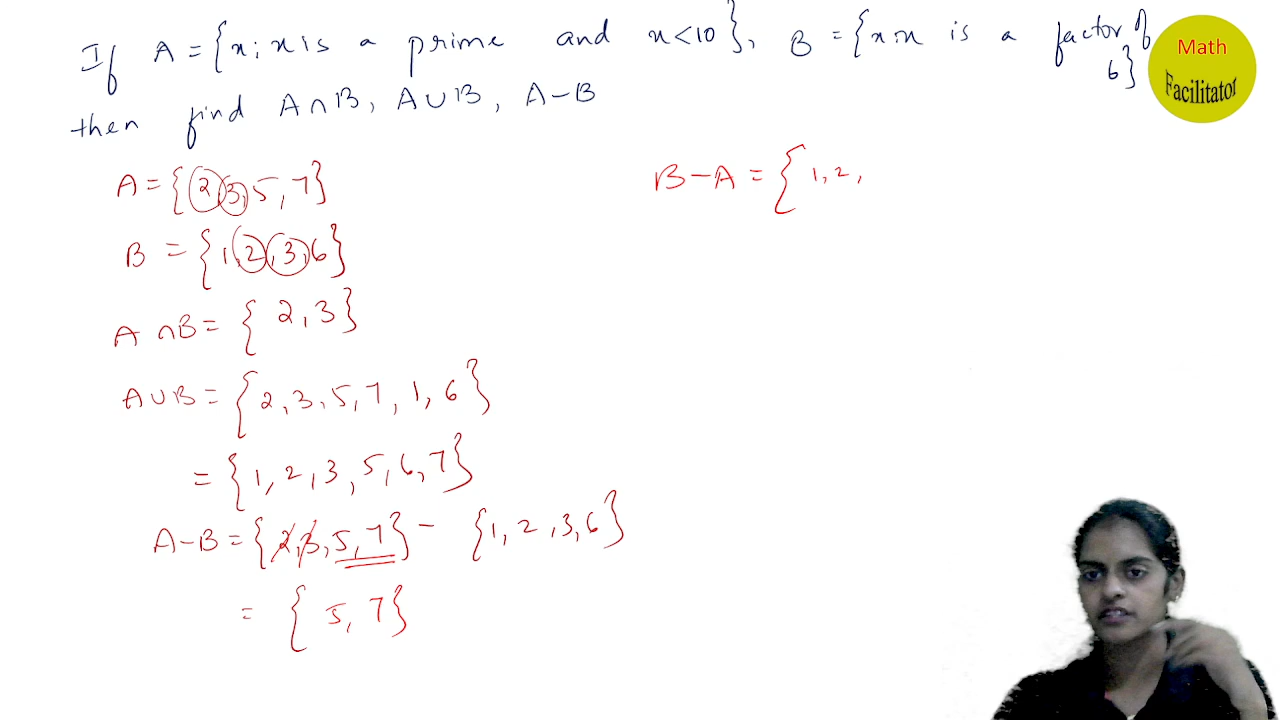 If A = {x ; x is a prime and x<10}, B = {x : x is a factor of 6}
then find A∩B, A∪B, A−B
A = {2,3,5,7}
B = {1,2,3,6}
A∩B = {2,3}
A∪B = {2,3,5,7,1,6}
= {1,2,3,5,6,7}
A−B = {2,3,5,7} − {1,2,3,6}
= {5,7}
B−A = {1,2,
Math
Facilitator